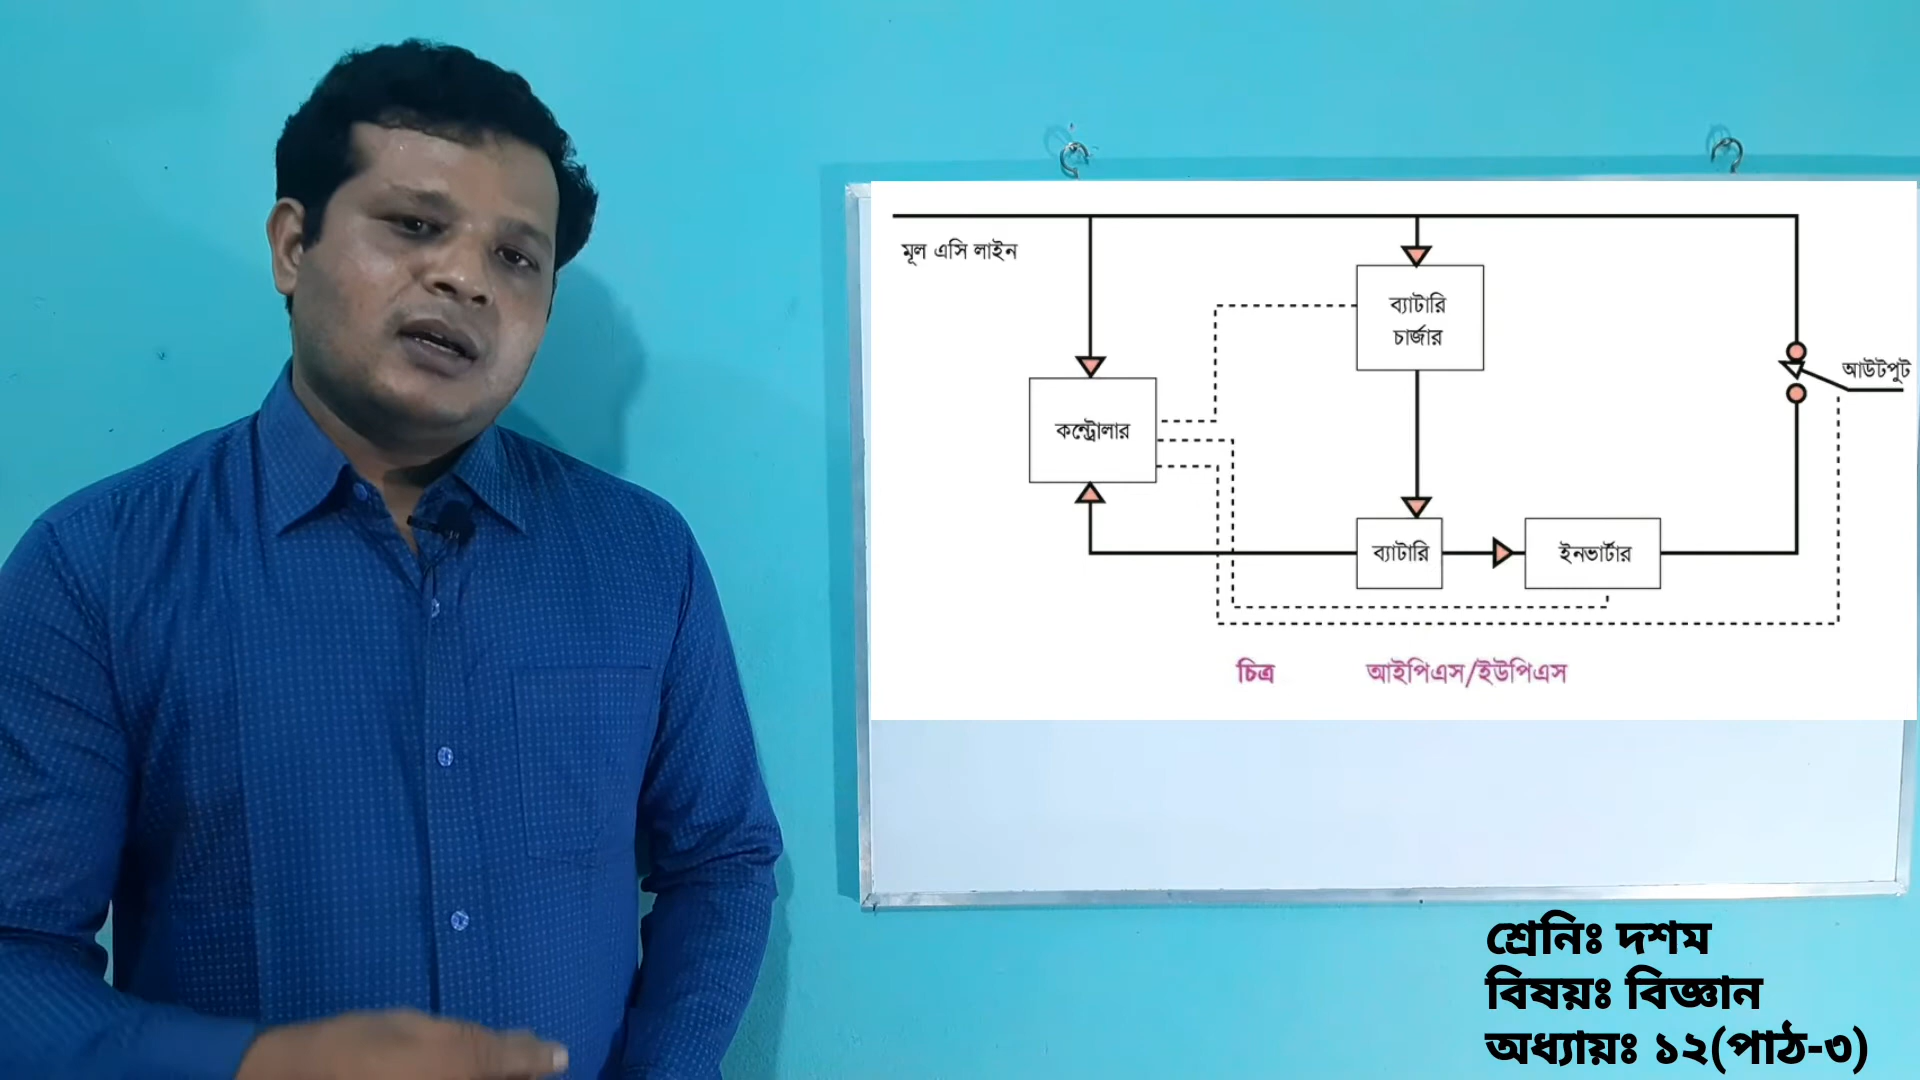 মূল এসি লাইন
ব্যাটারি
চার্জার
আউটপুট
কন্ট্রোলার
ব্যাটারি
ইনভার্টার
চিত্র আইপিএস/ইউপিএস
শ্রেনিঃ দশম
বিষয়ঃ বিজ্ঞান
অধ্যায়ঃ ১২(পাঠ-৩)